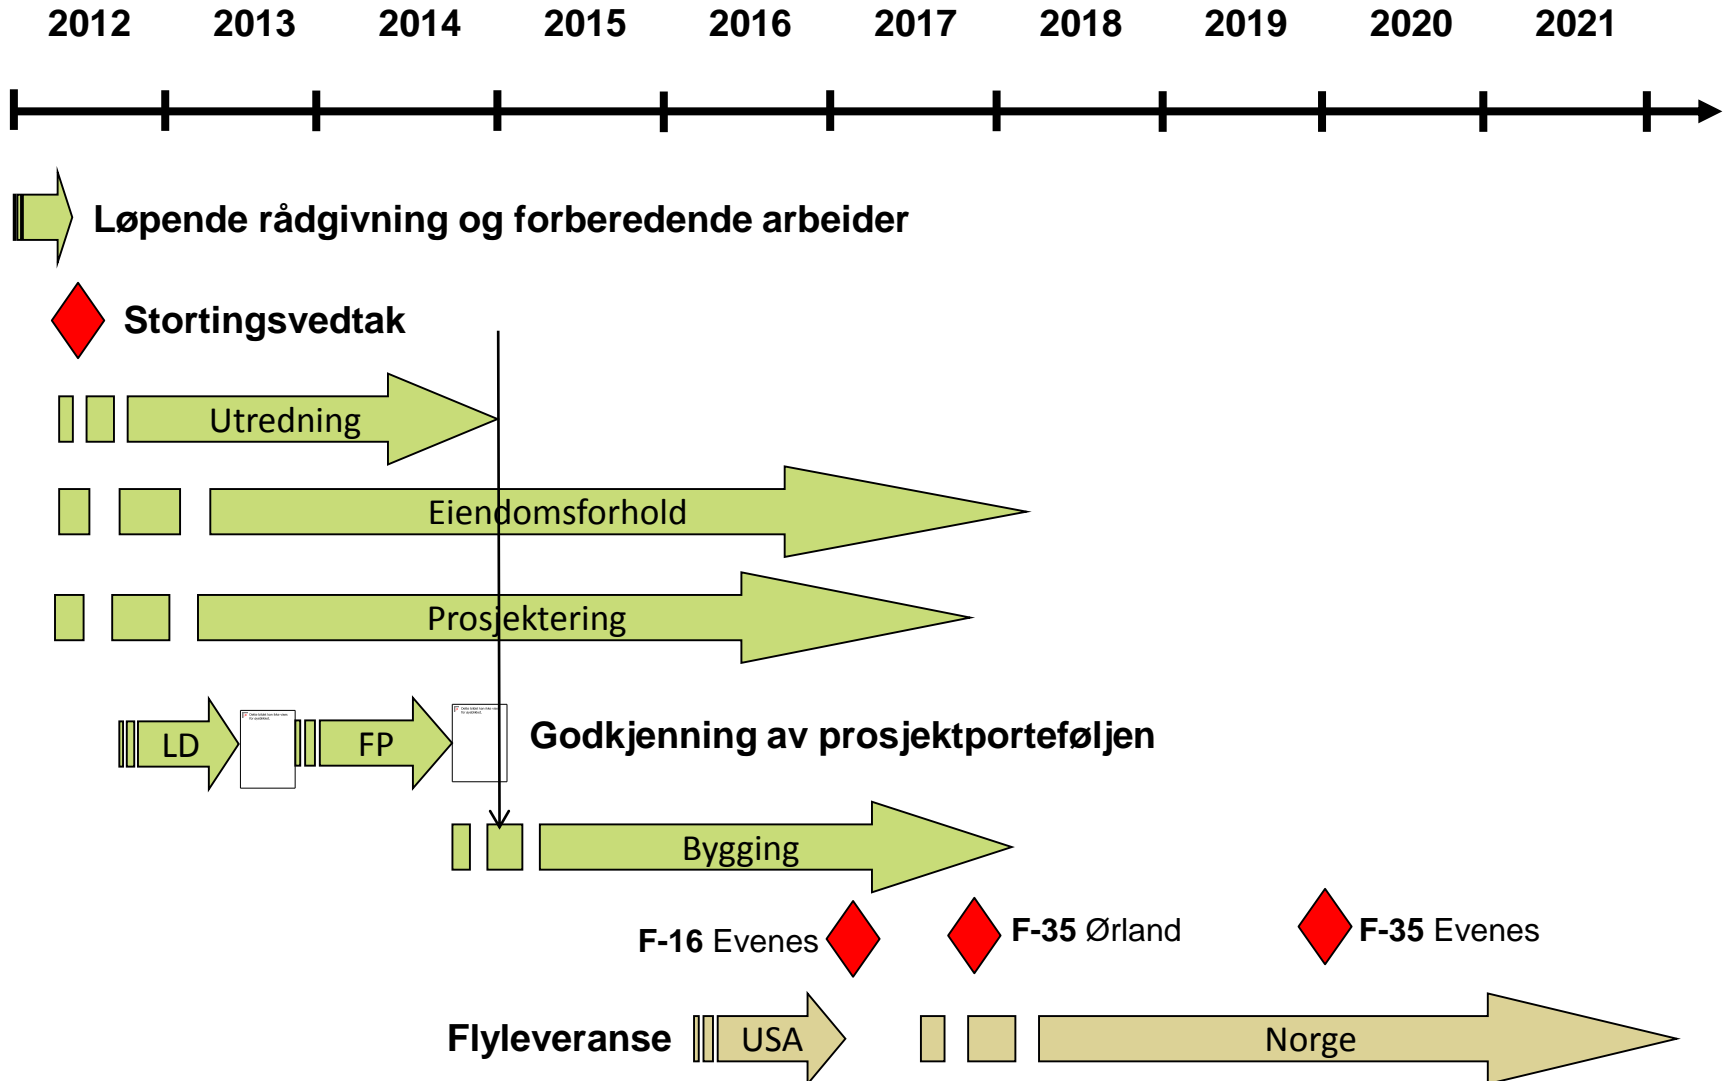 2012 2013 2014 2015 2016 2017 2018 2019 2020 2021
Løpende rådgivning og forberedende arbeider
Stortingsvedtak
Utredning
Eiendomsforhold
Prosjektering
LD
FP
Godkjenning av prosjektporteføljen
Bygging
F-16 Evenes
F-35 Ørland
F-35 Evenes
Flyleveranse
USA
Norge